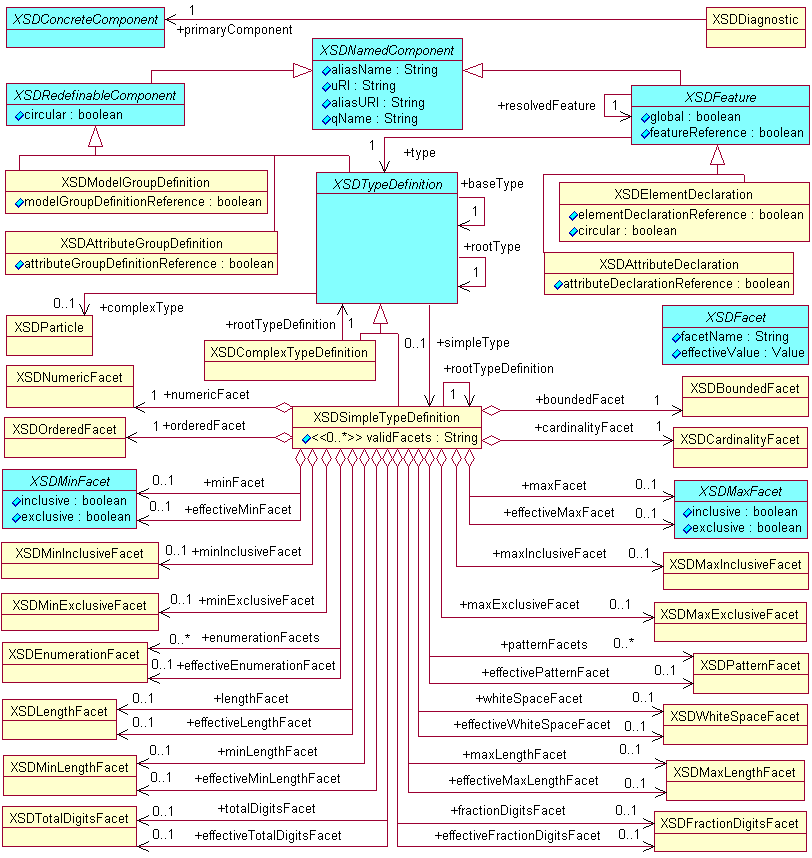 XSDConcreteComponent
1
+primaryComponent
XSDDiagnostic
XSDNamedComponent
aliasName : String
uRI : String
aliasURI : String
qName : String
XSDRedefinableComponent
circular : boolean
+resolvedFeature
1
XSDFeature
global : boolean
featureReference : boolean
1
+type
XSDModelGroupDefinition
modelGroupDefinitionReference : boolean
XSDTypeDefinition
+baseType
1
XSDElementDeclaration
elementDeclarationReference : boolean
circular : boolean
XSDAttributeGroupDefinition
attributeGroupDefinitionReference : boolean
+rootType
1
XSDAttributeDeclaration
attributeDeclarationReference : boolean
0..1
+complexType
XSDParticle
+rootTypeDefinition
1
XSDComplexTypeDefinition
0..1
+simpleType
XSDFacet
facetName : String
effectiveValue : Value
+rootTypeDefinition
1
XSDNumericFacet
1
+numericFacet
XSDSimpleTypeDefinition
<<0..*>> validFacets : String
+boundedFacet
1
XSDBoundedFacet
XSDOrderedFacet
1
+orderedFacet
+cardinalityFacet
1
XSDCardinalityFacet
XSDMinFacet
inclusive : boolean
exclusive : boolean
0..1
+minFacet
0..1
+effectiveMinFacet
+maxFacet
0..1
+effectiveMaxFacet
0..1
XSDMaxFacet
inclusive : boolean
exclusive : boolean
XSDMinInclusiveFacet
0..1
+minInclusiveFacet
+maxInclusiveFacet
0..1
XSDMaxInclusiveFacet
XSDMinExclusiveFacet
0..1
+minExclusiveFacet
+maxExclusiveFacet
0..1
XSDMaxExclusiveFacet
XSDEnumerationFacet
0..*
+enumerationFacets
0..1
+effectiveEnumerationFacet
+patternFacets
0..*
+effectivePatternFacet
0..1
XSDPatternFacet
XSDLengthFacet
0..1
+lengthFacet
0..1
+effectiveLengthFacet
+whiteSpaceFacet
0..1
+effectiveWhiteSpaceFacet
0..1
XSDWhiteSpaceFacet
XSDMinLengthFacet
0..1
+minLengthFacet
0..1
+effectiveMinLengthFacet
+maxLengthFacet
0..1
+effectiveMaxLengthFacet
0..1
XSDMaxLengthFacet
XSDTotalDigitsFacet
0..1
+totalDigitsFacet
0..1
+effectiveTotalDigitsFacet
+fractionDigitsFacet
0..1
+effectiveFractionDigitsFacet
0..1
XSDFractionDigitsFacet